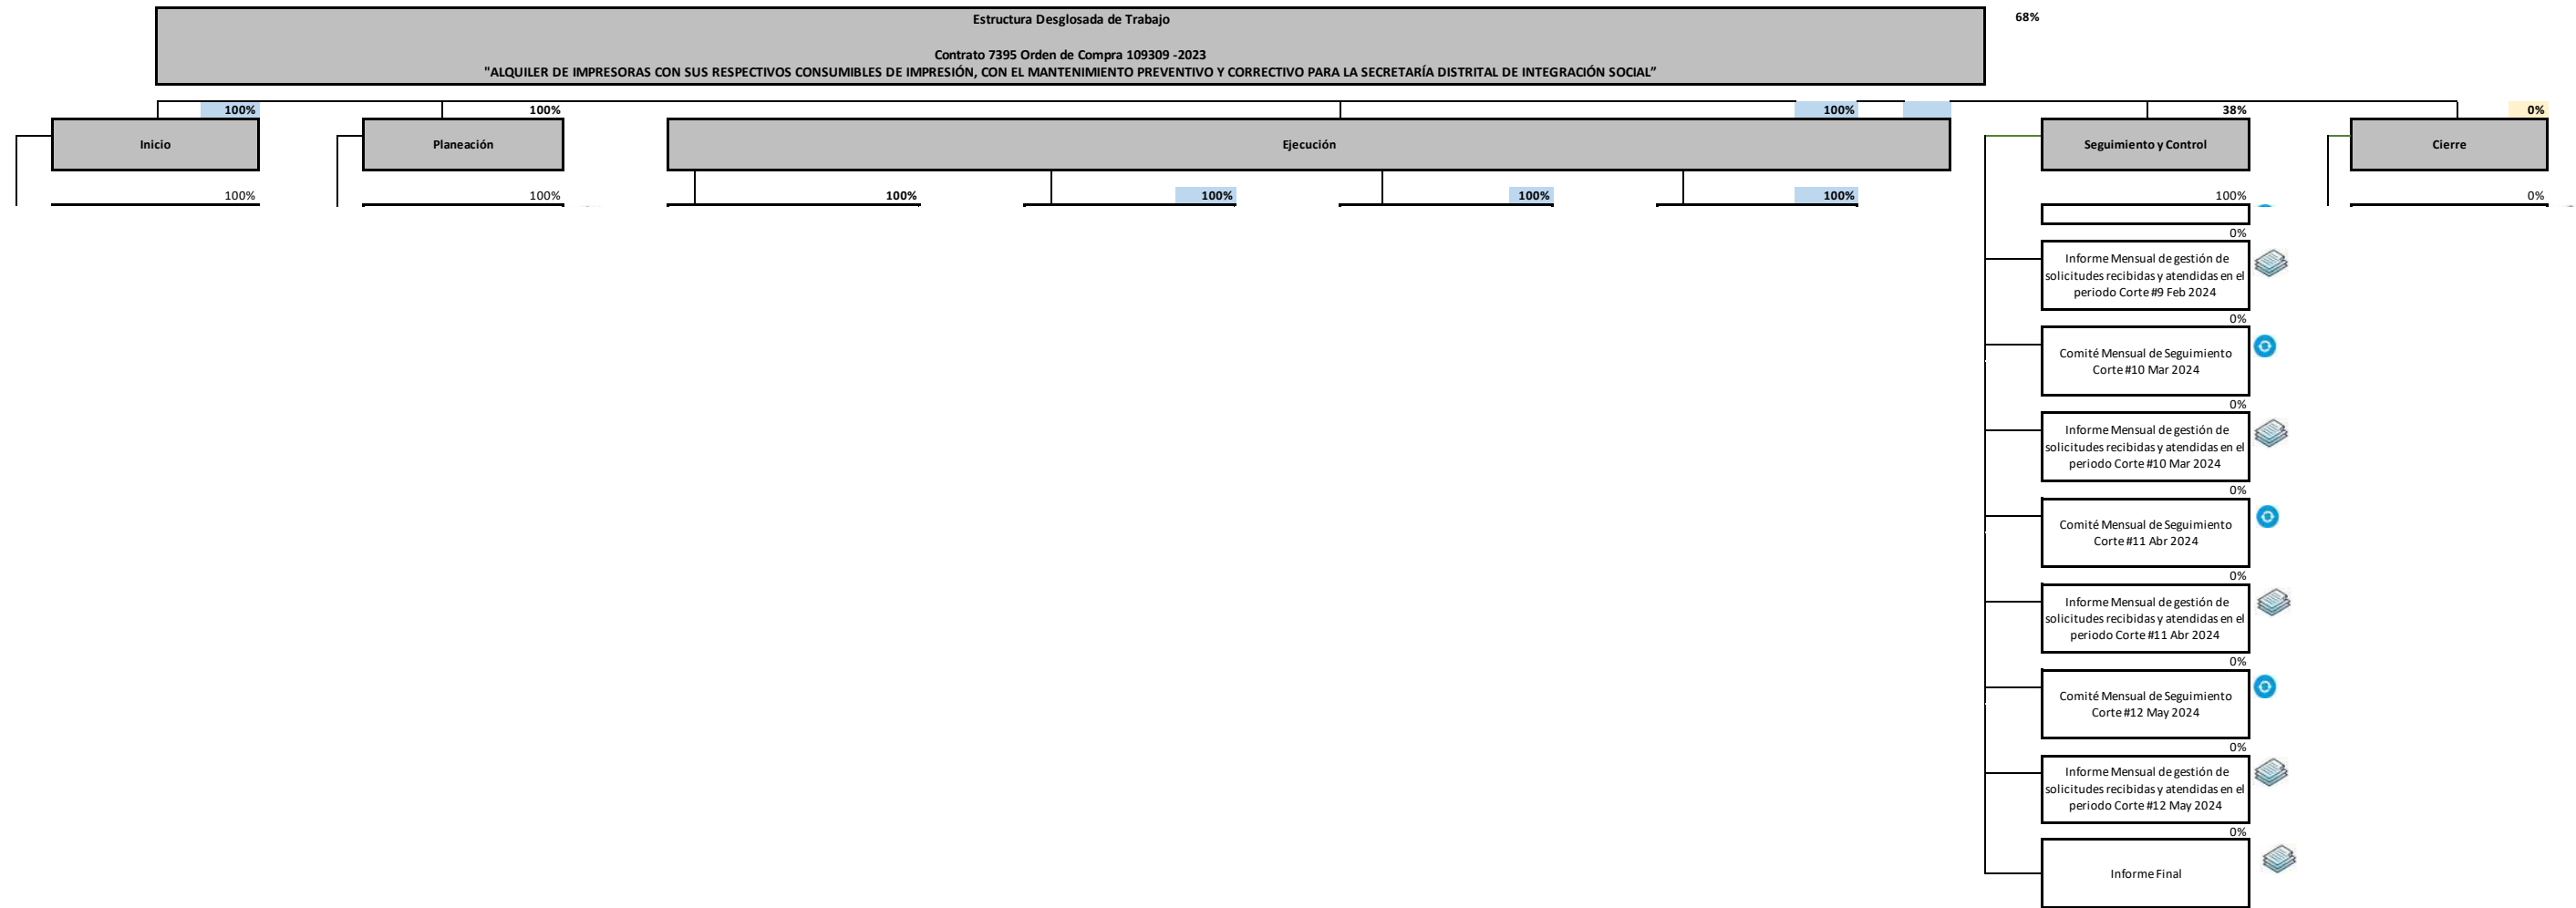 Estructura Desglosada de Trabajo
68%
Contrato 7395 Orden de Compra 109309 -2023
"ALQUILER DE IMPRESORAS CON SUS RESPECTIVOS CONSUMIBLES DE IMPRESIÓN, CON EL MANTENIMIENTO PREVENTIVO Y CORRECTIVO PARA LA SECRETARÍA DISTRITAL DE INTEGRACIÓN SOCIAL”
100%
100%
100%
38%
0%
Inicio
Planeación
Ejecución
Seguimiento y Control
Cierre
100%
100%
100%
100%
100%
100%
100%
0%
0%
Informe Mensual de gestión de
solicitudes recibidas y atendidas en el
periodo Corte #9 Feb 2024
0%
Comité Mensual de Seguimiento
Corte #10 Mar 2024
0%
Informe Mensual de gestión de
solicitudes recibidas y atendidas en el
periodo Corte #10 Mar 2024
0%
Comité Mensual de Seguimiento
Corte #11 Abr 2024
0%
Informe Mensual de gestión de
solicitudes recibidas y atendidas en el
periodo Corte #11 Abr 2024
0%
Comité Mensual de Seguimiento
Corte #12 May 2024
0%
Informe Mensual de gestión de
solicitudes recibidas y atendidas en el
periodo Corte #12 May 2024
0%
Informe Final